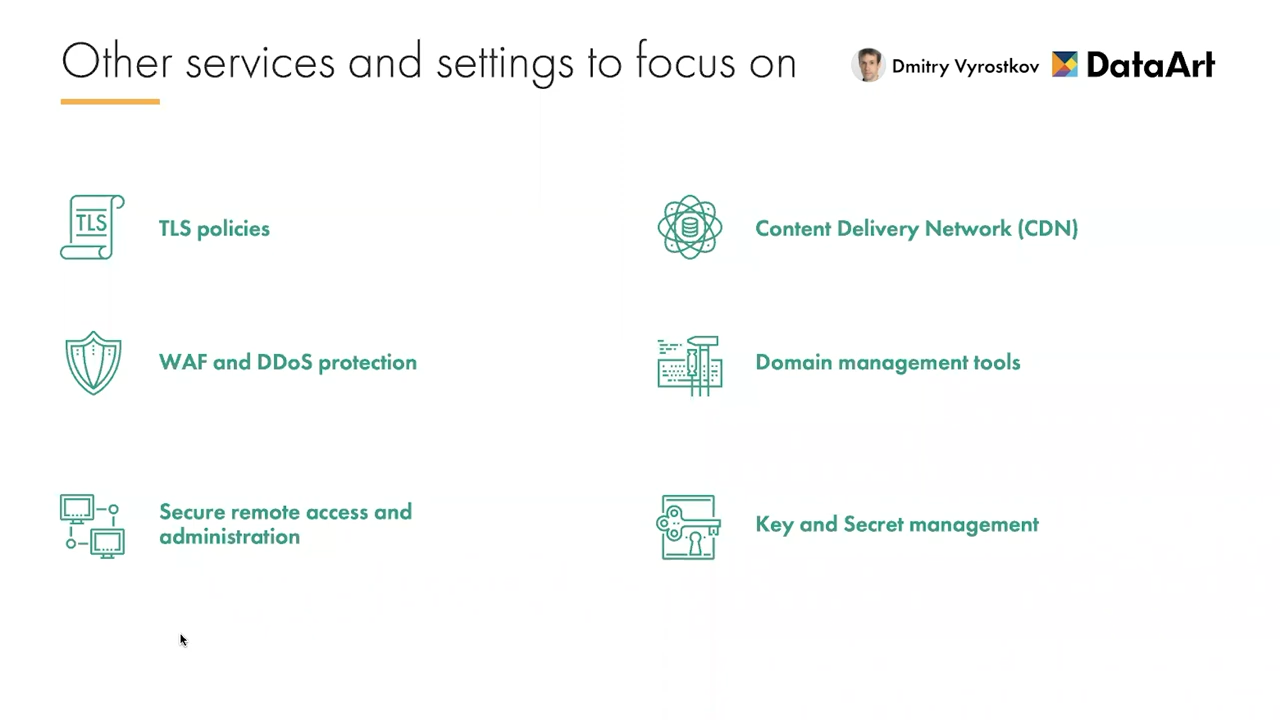 Other services and settings to focus on
Dmitry Vyrostkov
DataArt
TLS
TLS policies
Content Delivery Network (CDN)
WAF and DDoS protection
Domain management tools
Secure remote access and
administration
Key and Secret management